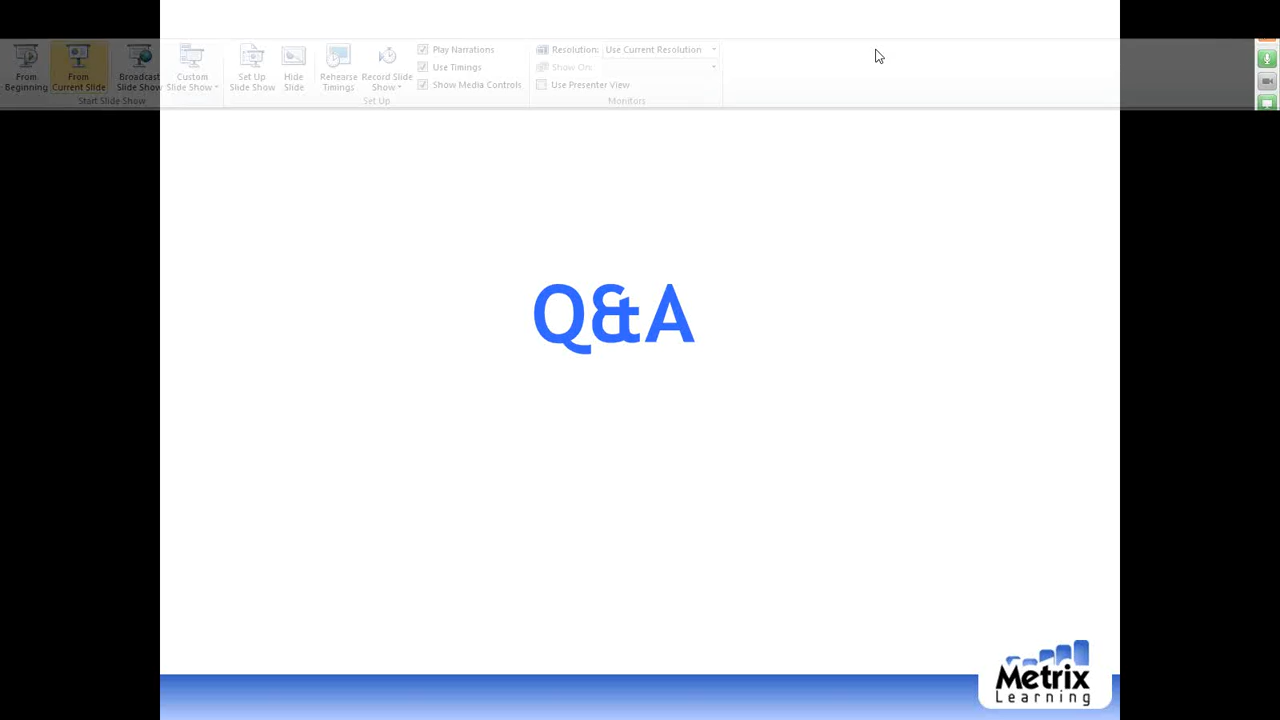 From
Beginning
From
Current Slide
Broadcast
Slide Show
Custom
Slide Show
Start Slide Show
Set Up
Slide Show
Hide
Slide
Rehearse
Timings
Record Slide
Show
Play Narrations
Use Timings
Show Media Controls
Set Up
Resolution: Use Current Resolution
Show On:
Use Presenter View
Monitors
Q&A
Metrix
Learning